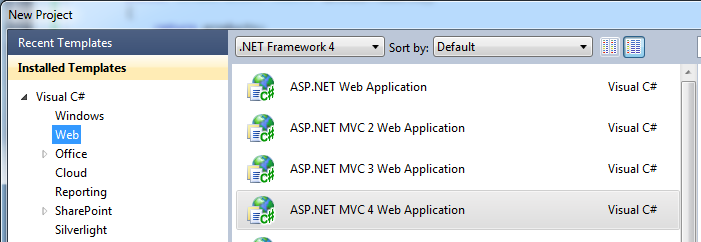 New Project
Recent Templates
.NET Framework 4 Sort by: Default
Installed Templates
Visual C#
Windows
Web
Office
Cloud
Reporting
SharePoint
Silverlight
ASP.NET Web Application Visual C#
ASP.NET MVC 2 Web Application Visual C#
ASP.NET MVC 3 Web Application Visual C#
ASP.NET MVC 4 Web Application Visual C#